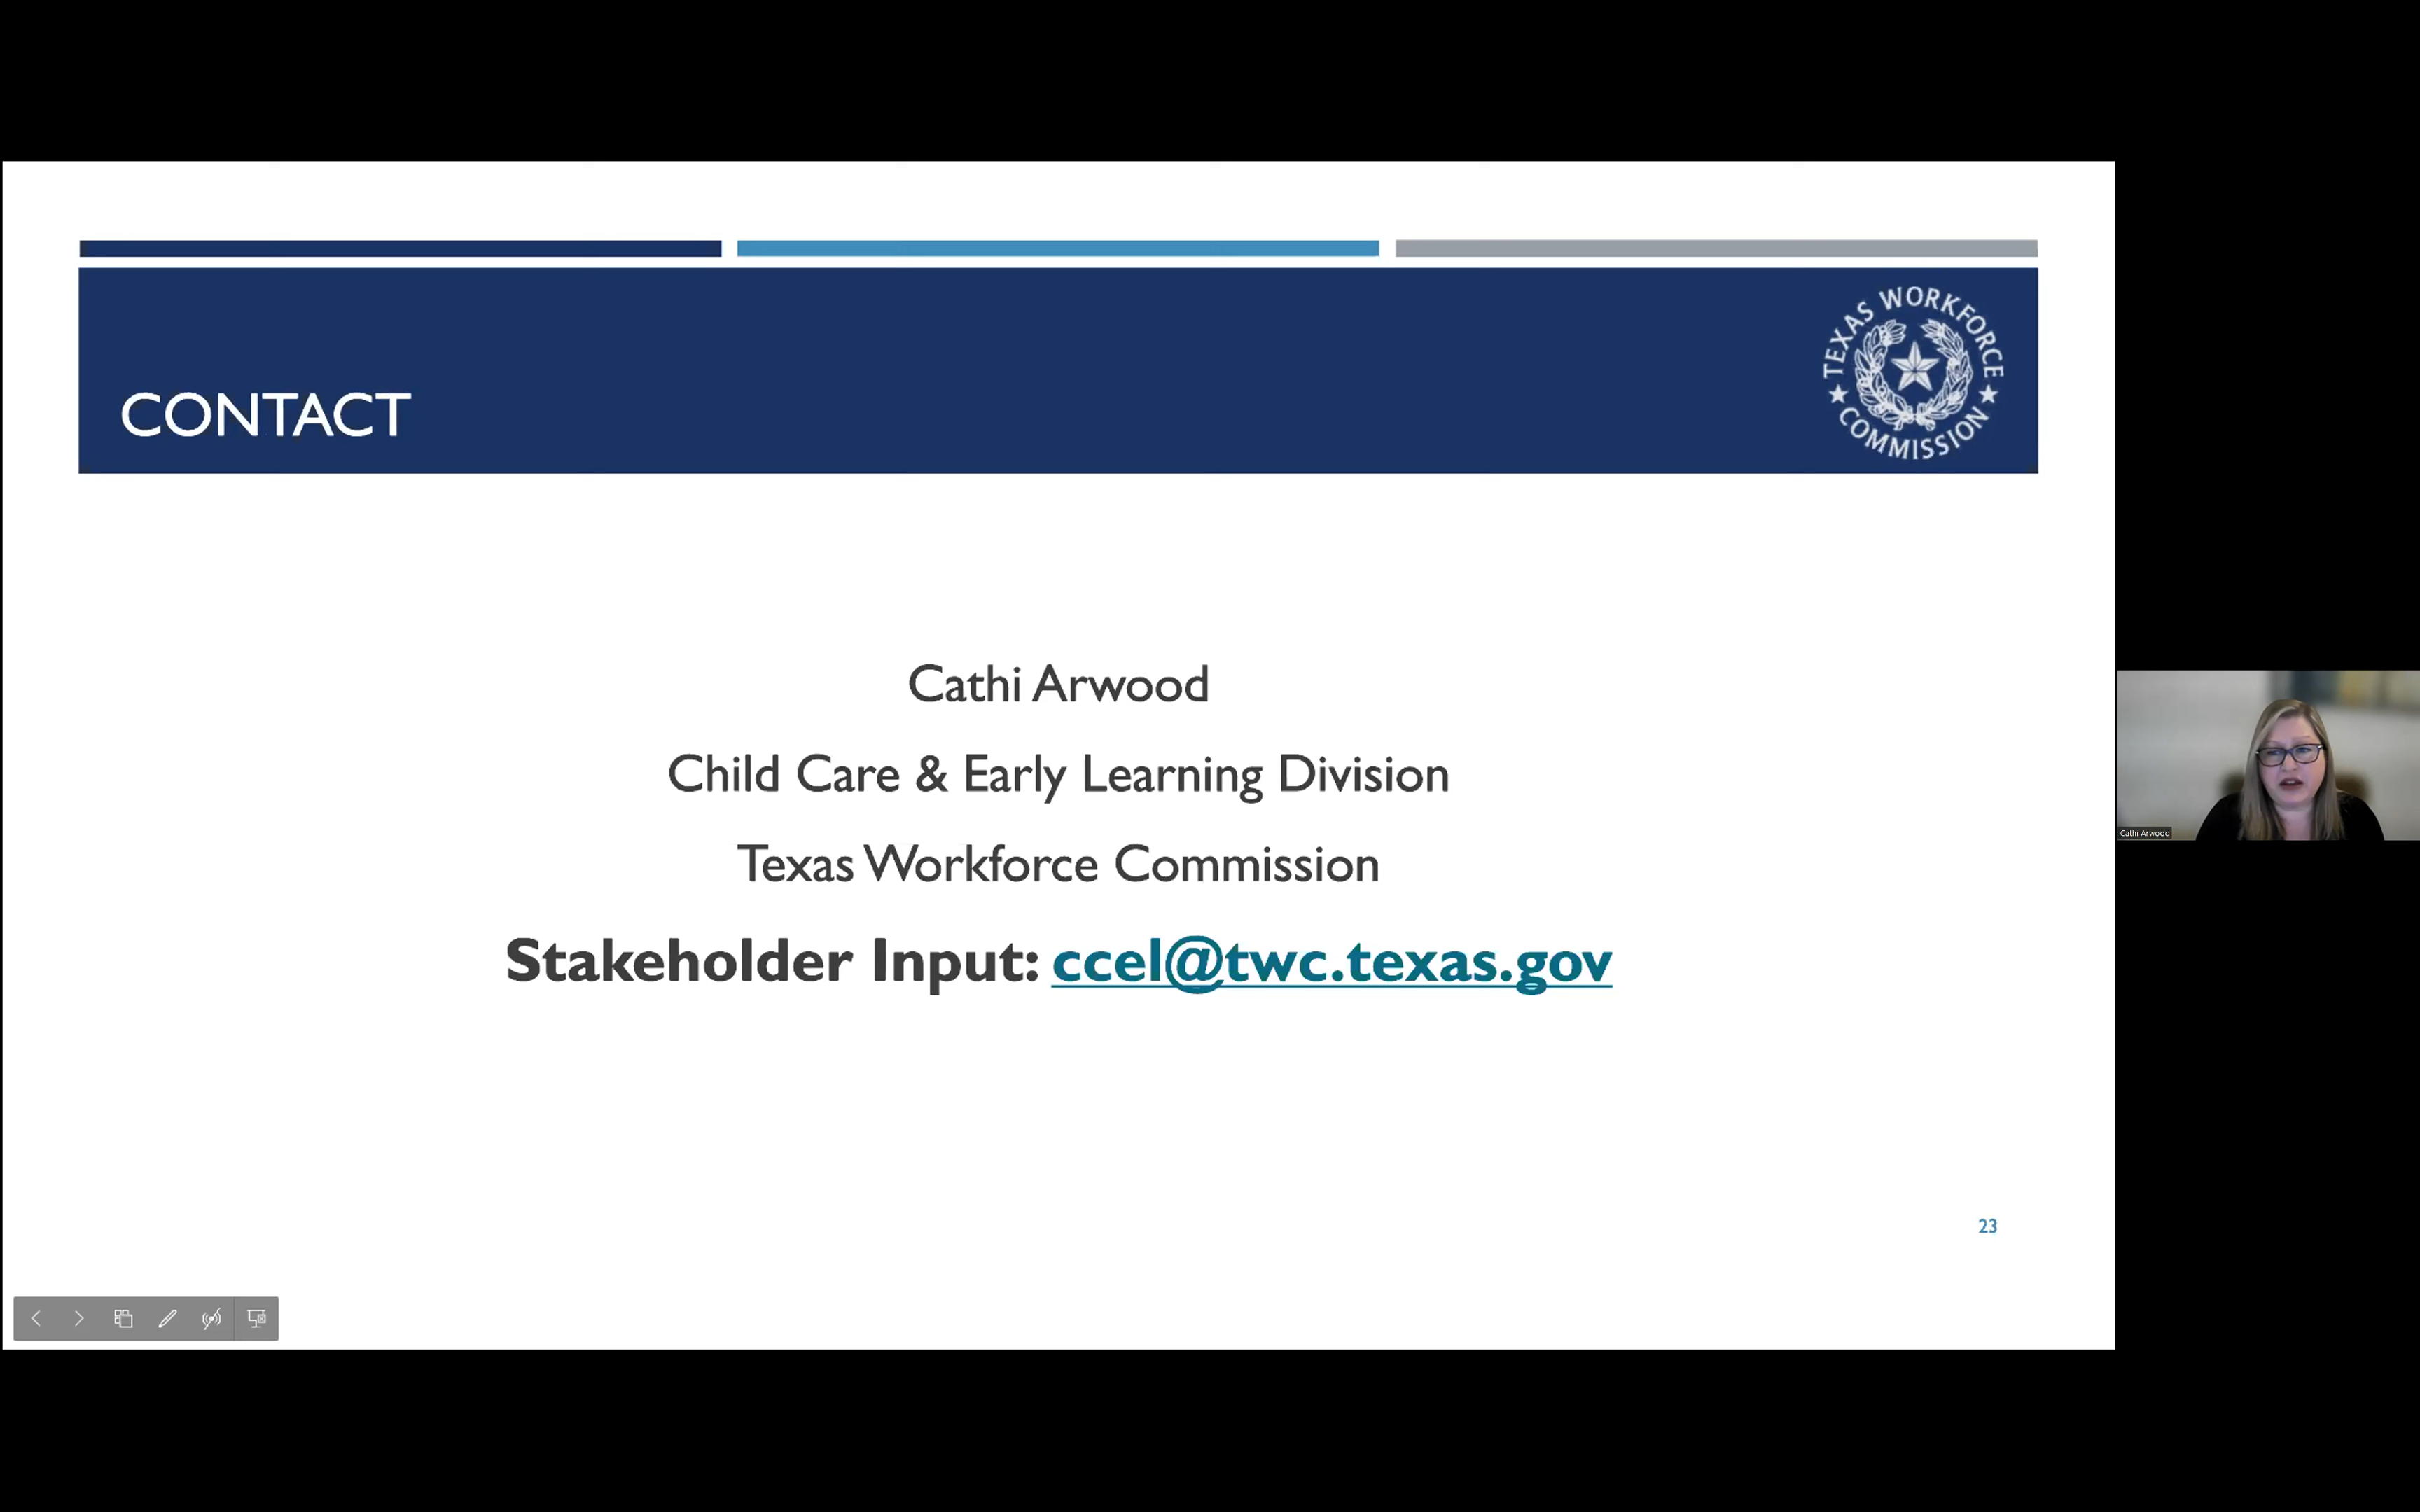 TEXAS WORKFORCE COMMISSION
CONTACT
Cathi Arwood
Child Care & Early Learning Division
Texas Workforce Commission
Stakeholder Input: ccel@twc.texas.gov
Cathi Arwood
23